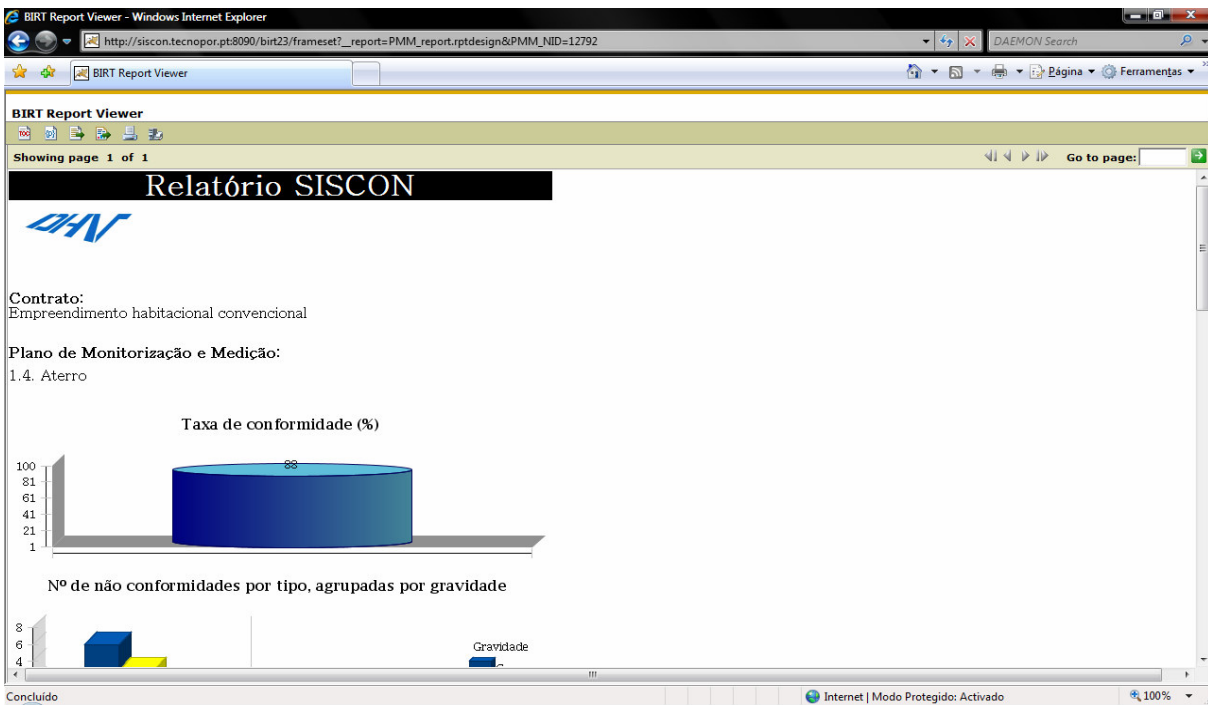 BIRT Report Viewer - Windows Internet Explorer
http://siscon.tecnopor.pt:8090/birt23/frameset?__report=PMM_report.rptdesign&PMM_NID=12792
DAEMON Search
BIRT Report Viewer
Página
Ferramentas
BIRT Report Viewer
Showing page 1 of 1
Go to page:
Relatório SISCON
DHV
Contrato:
Empreendimento habitacional convencional
Plano de Monitorização e Medição:
1.4. Aterro
Taxa de conformidade (%)
100
81
61
41
21
1
Nº de não conformidades por tipo, agrupadas por gravidade
8
6
4
Gravidade
Concluído
Internet | Modo Protegido: Activado
100%